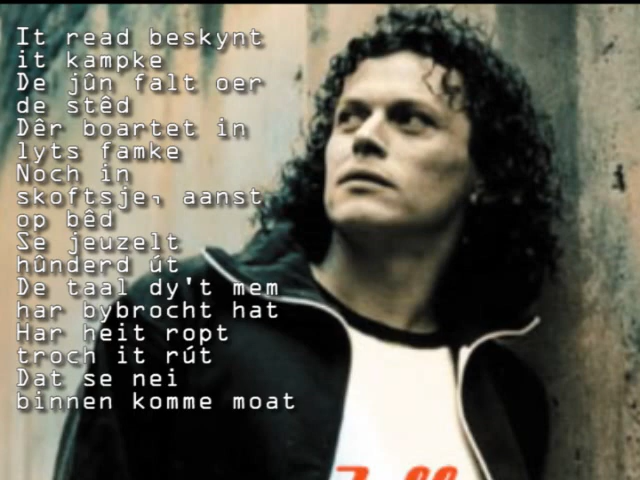 It read beskynt
it kampke
De jûn falt oer
de stêd
Dêr boartet in
lyts famke
Noch in
skoftsje, aanst
op bêd
Se jeuzelt
hûnderd út
De taal dy't mem
har bybrocht hat
Har heit ropt
troch it rút
Dat se nei
binnen komme moat